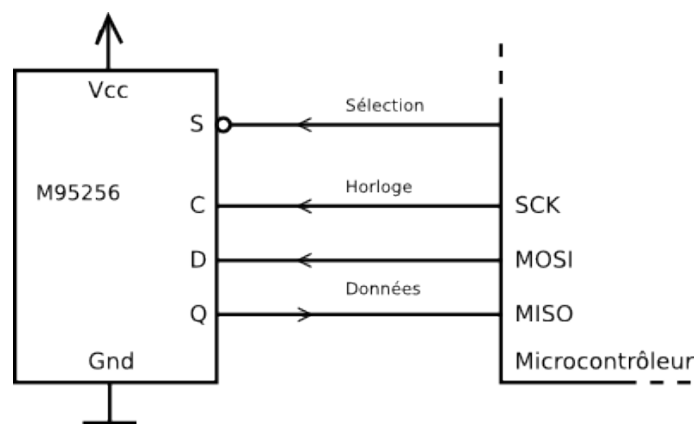 Vcc
S
Sélection
M95256
C
Horloge
SCK
D
MOSI
Données
Q
MISO
Gnd
Microcontrôleur